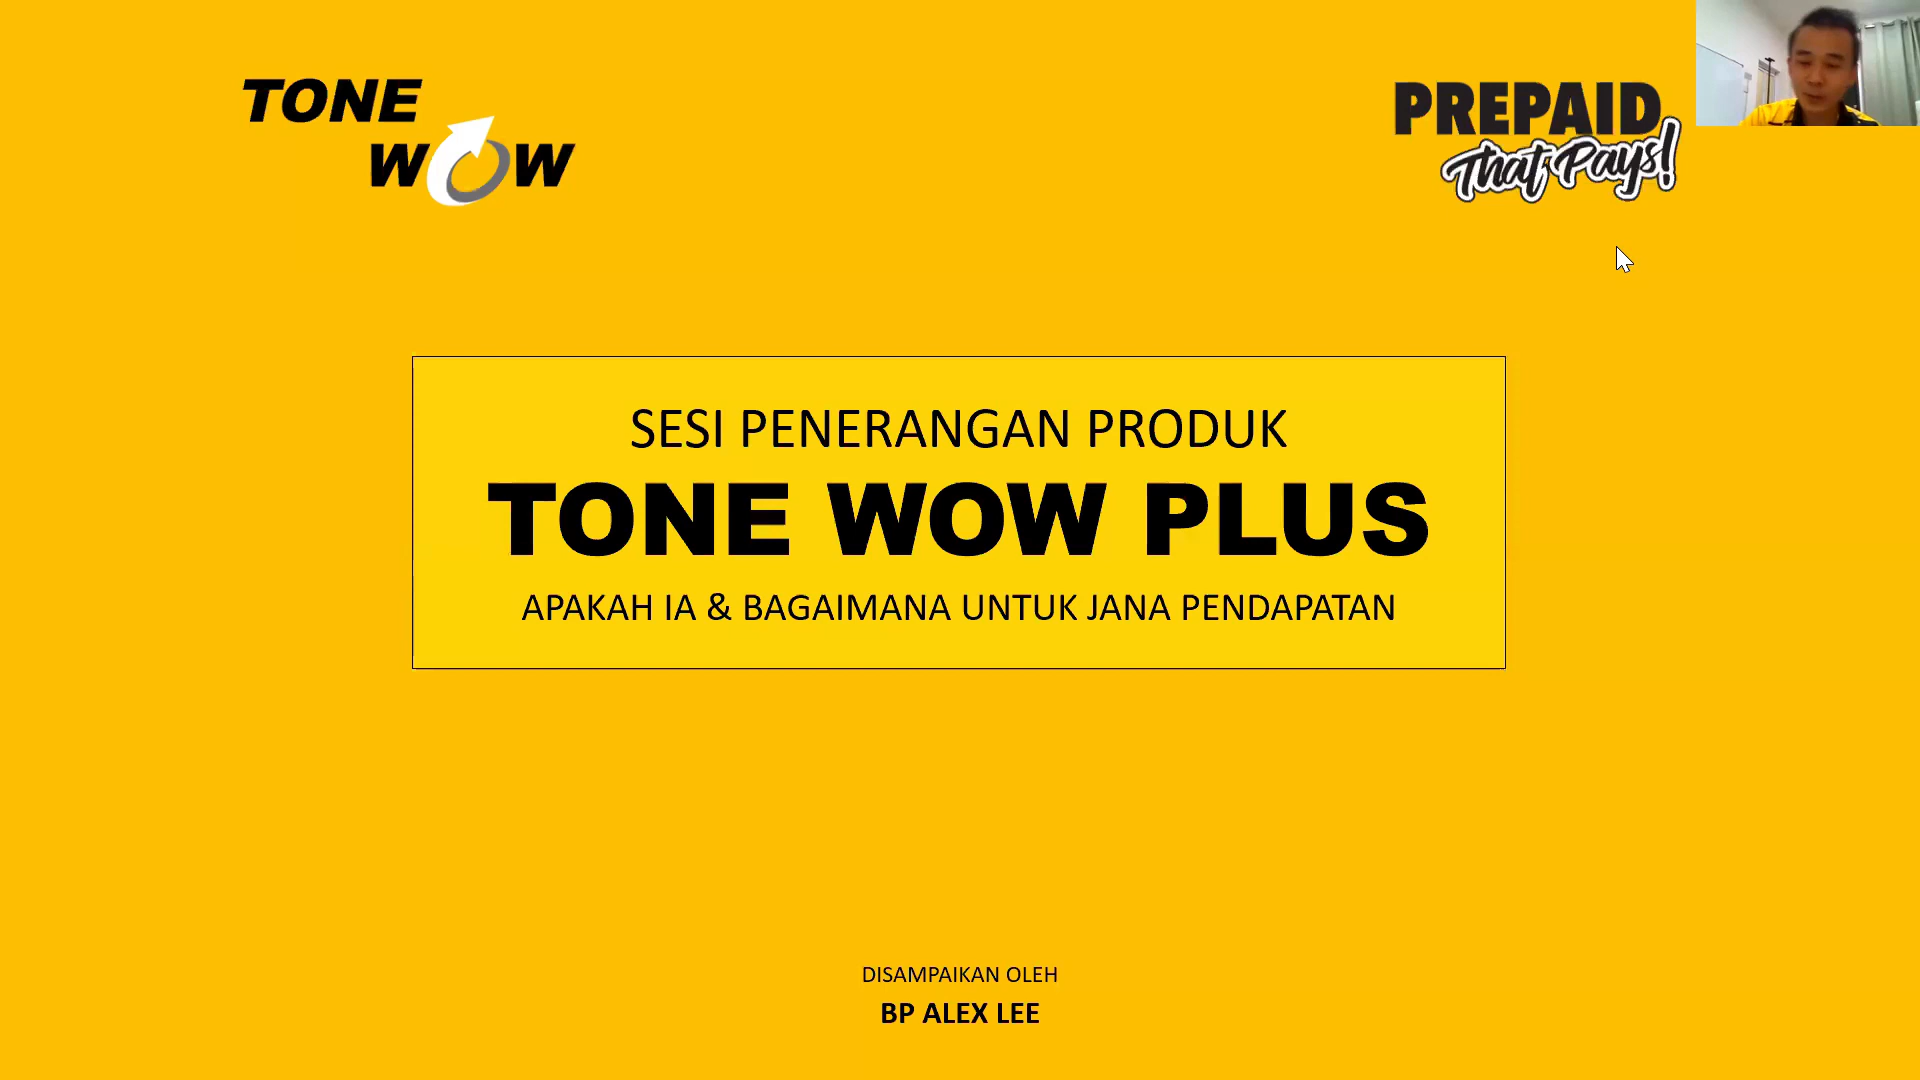 TONE
WOW
PREPAID
That Pays!
SESI PENERANGAN PRODUK
TONE WOW PLUS
APAKAH IA & BAGAIMANA UNTUK JANA PENDAPATAN
DISAMPAIKAN OLEH
BP ALEX LEE